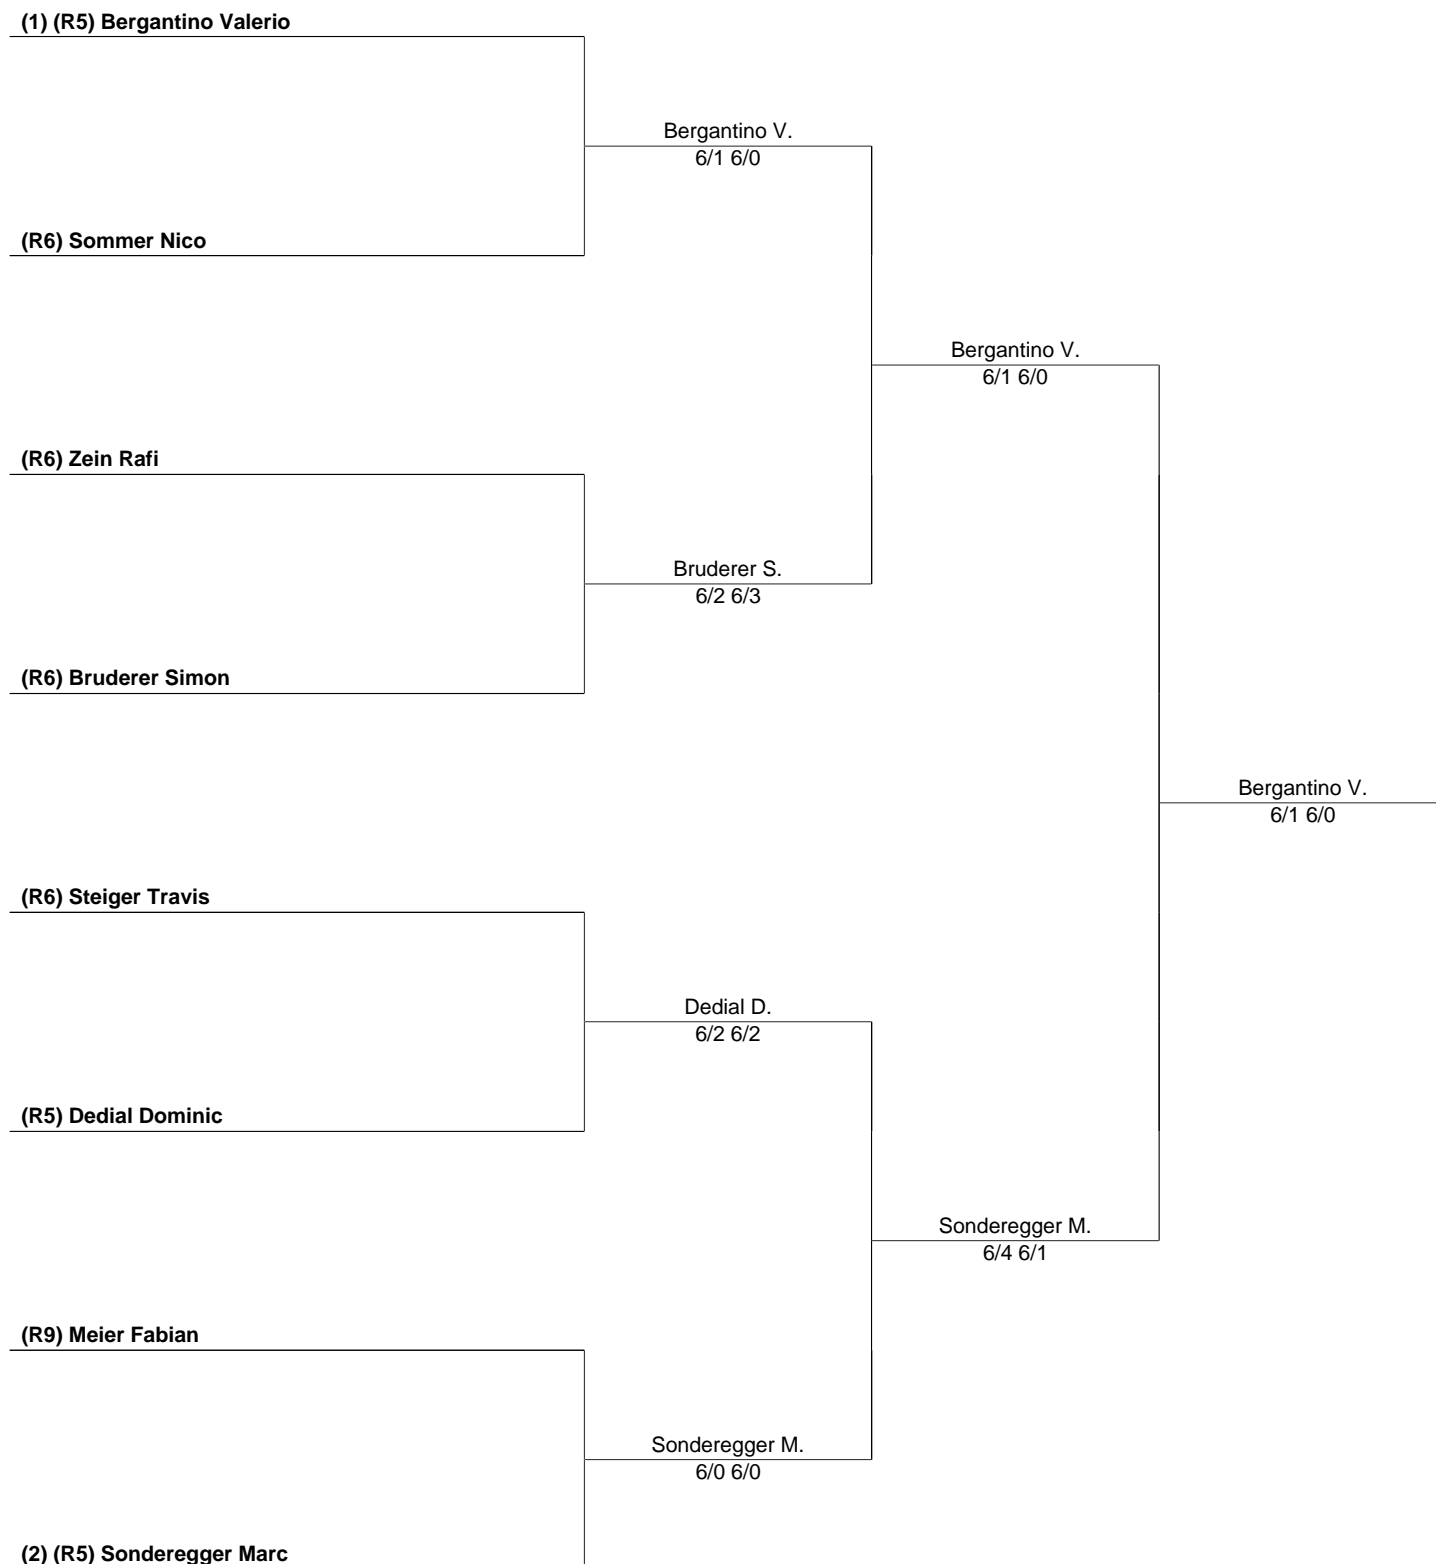 (1) (R5) Bergantino Valerio
Bergantino V.
6/1 6/0
(R6) Sommer Nico
Bergantino V.
6/1 6/0
(R6) Zein Rafi
Bruderer S.
6/2 6/3
(R6) Bruderer Simon
Bergantino V.
6/1 6/0
(R6) Steiger Travis
Dedial D.
6/2 6/2
(R5) Dedial Dominic
Sonderegger M.
6/4 6/1
(R9) Meier Fabian
Sonderegger M.
6/0 6/0
(2) (R5) Sonderegger Marc